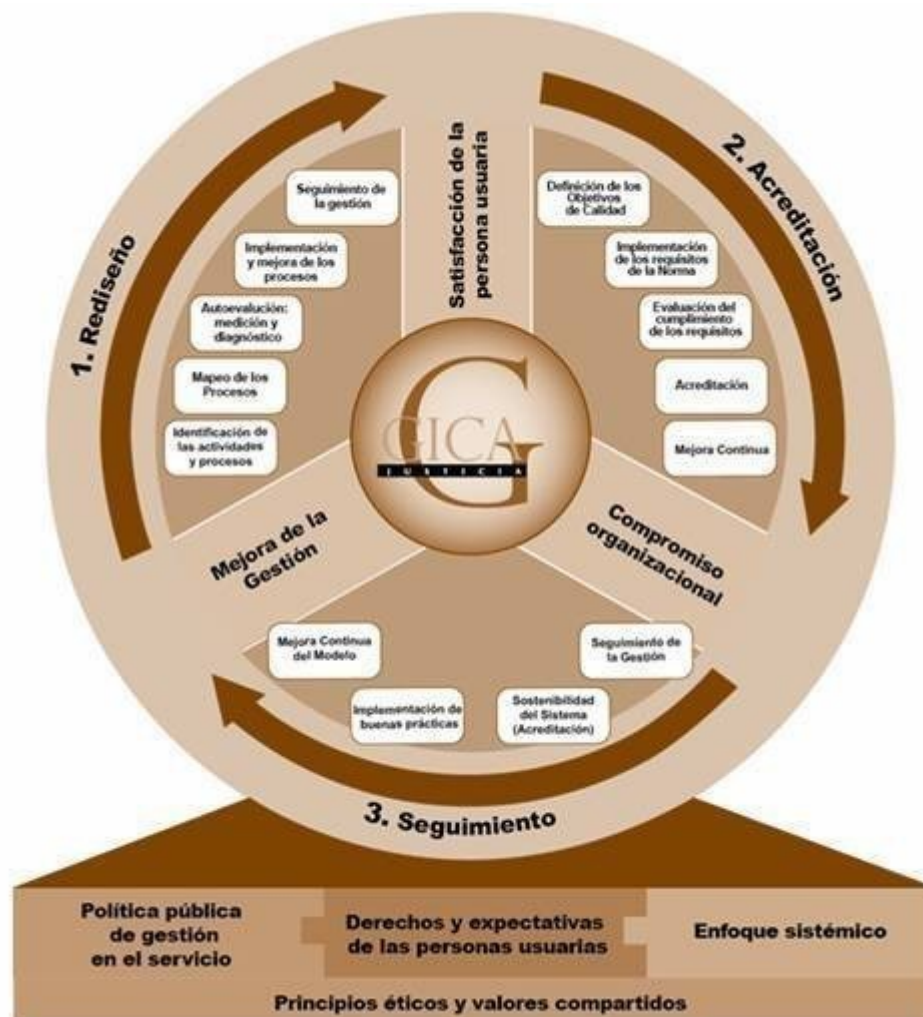 Satisfacción de la
persona usuaria
1. Rediseño
Seguimiento de
la gestión
Implementación
y mejora de los
procesos
Autoevalución:
medición y
diagnóstico
Mapeo de los
Procesos
Identificación de
las actividades
y procesos
2. Acreditación
Definición de los
Objetivos
de Calidad
Implementación
de los requisitos
de la Norma
Evaluación del
cumplimiento
de los requisitos
Acreditación
Mejora Continua
G
GICA
JUSTICIA
Mejora de la
Gestión
Compromiso
organizacional
Mejora Continua
del Modelo
Implementación de
buenas prácticas
Sostenibilidad
del Sistema
(Acreditación)
Seguimiento de
la Gestión
3. Seguimiento
Política pública
de gestión
en el servicio
Derechos y expectativas
de las personas usuarias
Enfoque sistémico
Principios éticos y valores compartidos